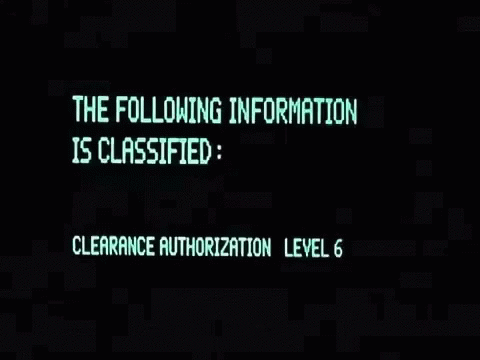 THE FOLLOWING INFORMATION
IS CLASSIFIED:
CLEARANCE AUTHORIZATION LEVEL 6